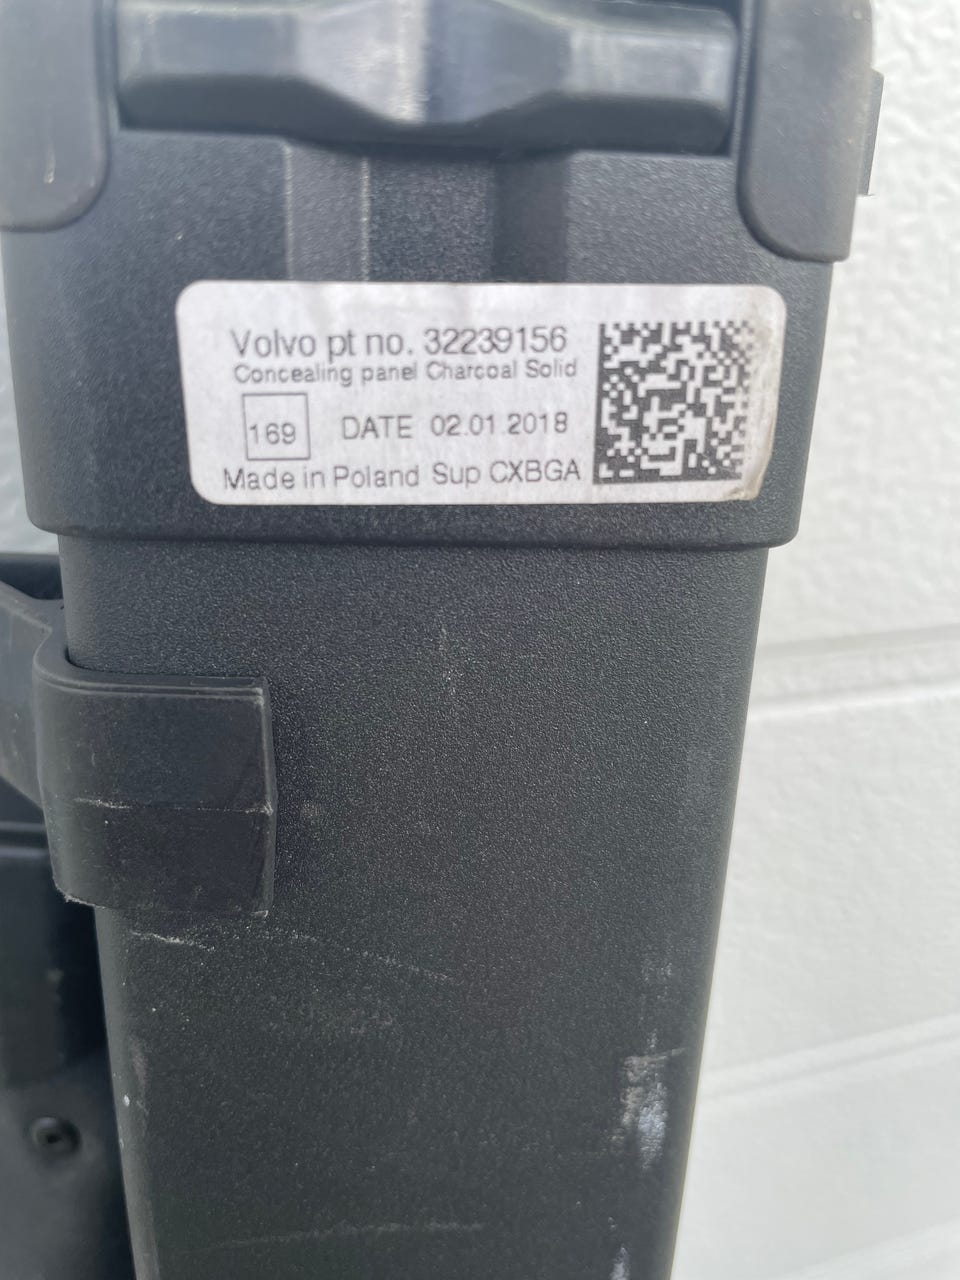 Volvo pt no. 32239156
Concealing panel Charcoal Solid
169 DATE 02.01.2018
Made in Poland Sup CXBGA